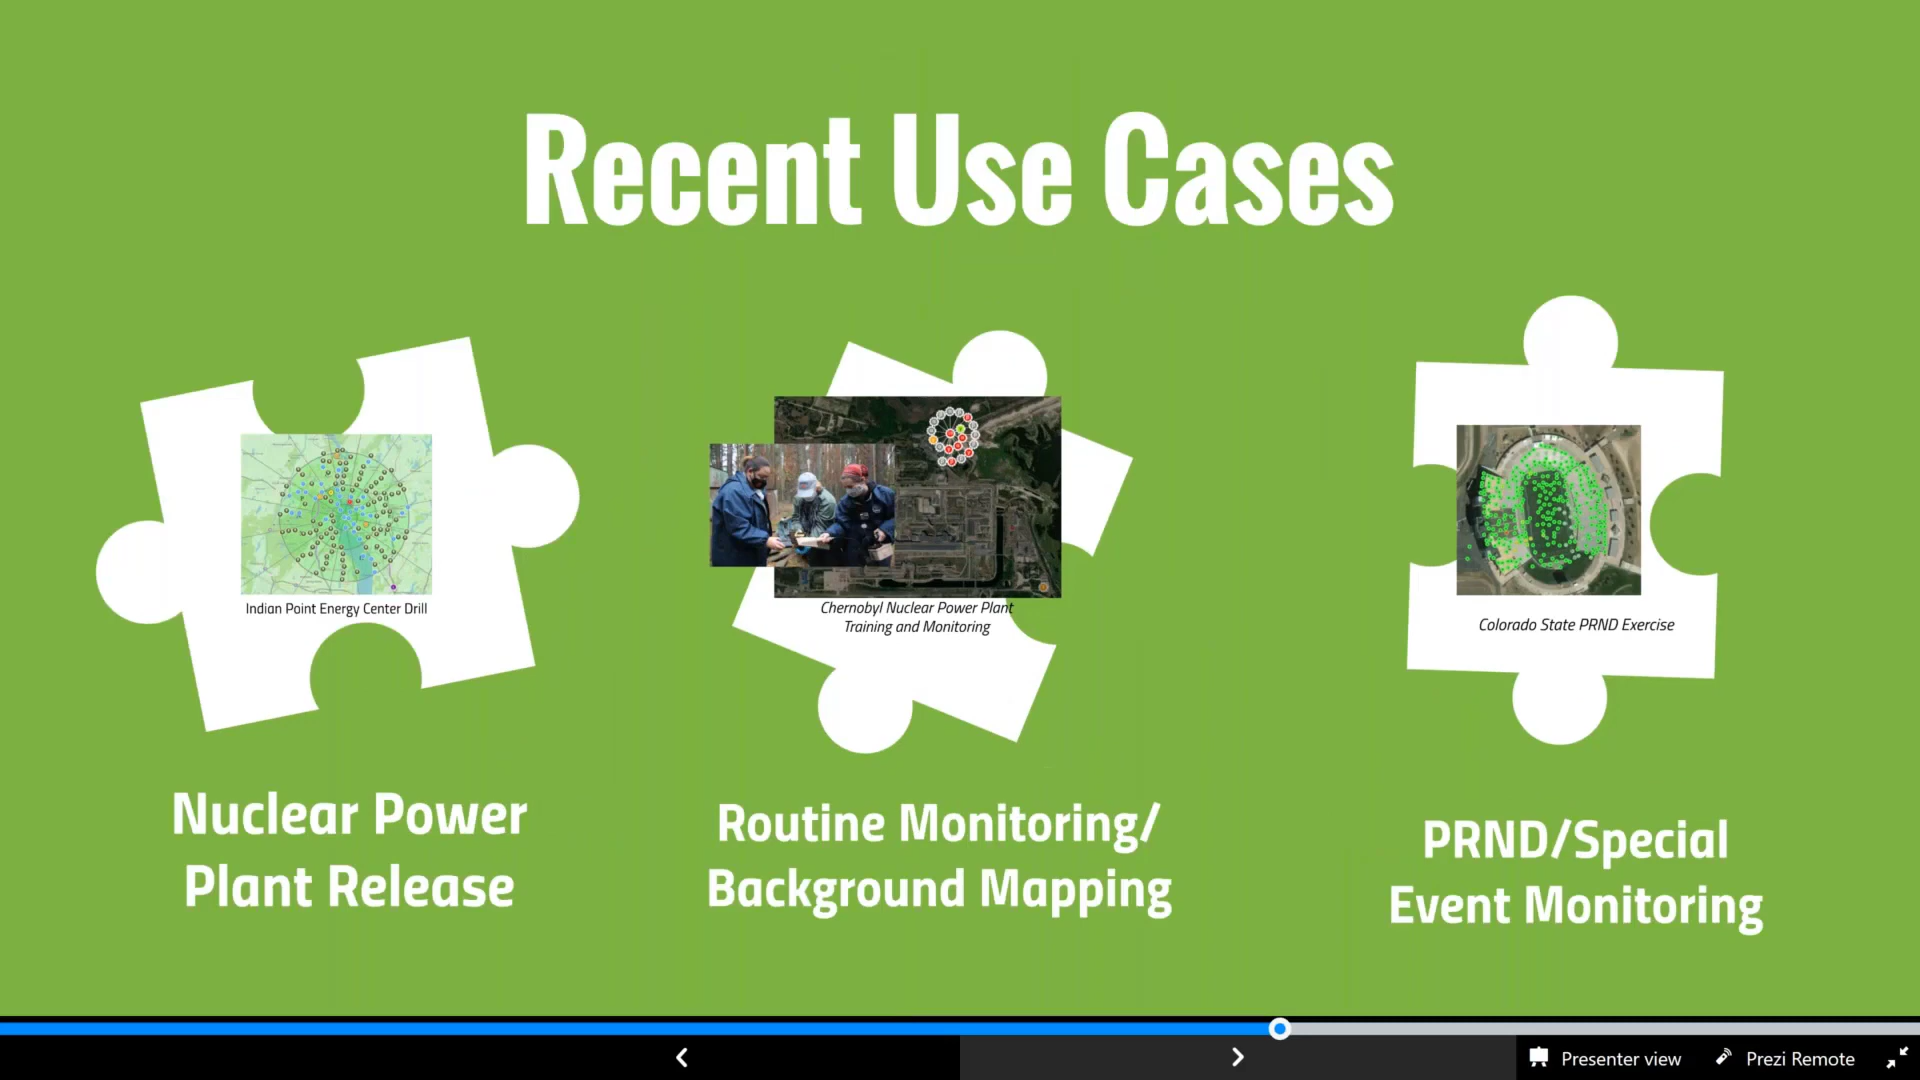 Recent Use Cases
Indian Point Energy Center Drill
Chernobyl Nuclear Power Plant
Training and Monitoring
Colorado State PRND Exercise
Nuclear Power
Plant Release
Routine Monitoring/
Background Mapping
PRND/Special
Event Monitoring
Presenter view
Prezi Remote